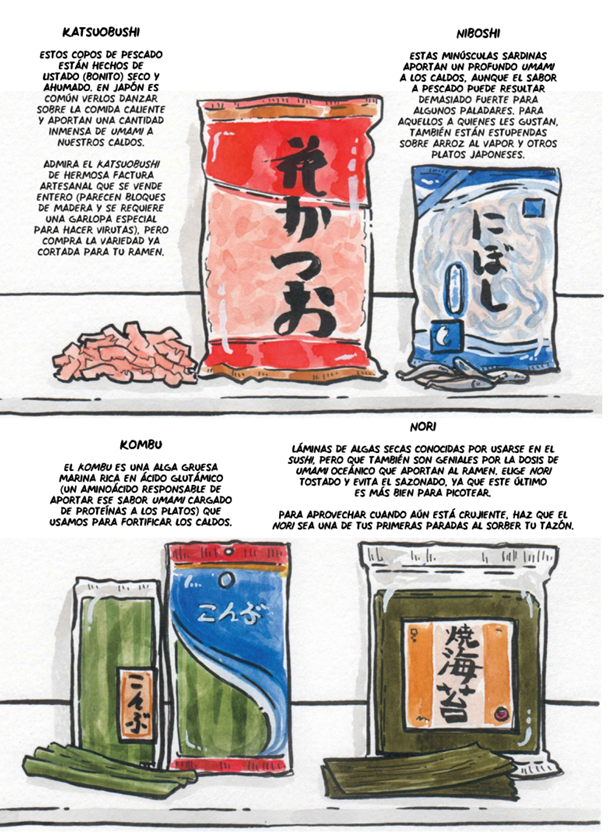 KATSUOBUSHI
ESTOS COPOS DE PESCADO
ESTÁN HECHOS DE
LISTADO (BONITO) SECO Y
AHUMADO. EN JAPÓN ES
COMÚN VERLOS DANZAR
SOBRE LA COMIDA CALIENTE
Y APORTAN UNA CANTIDAD
INMENSA DE UMAMI A
NUESTROS CALDOS.
ADMIRA EL KATSUOBUSHI
DE HERMOSA FACTURA
ARTESANAL QUE SE VENDE
ENTERO (PARECEN BLOQUES
DE MADERA Y SE REQUIERE
UNA GARLOPA ESPECIAL
PARA HACER VIRUTAS), PERO
COMPRA LA VARIEDAD YA
CORTADA PARA TU RAMEN.
花かつお
NIBOSHI
ESTAS MINÚSCULAS SARDINAS
APORTAN UN PROFUNDO UMAMI
A LOS CALDOS, AUNQUE EL SABOR
A PESCADO PUEDE RESULTAR
DEMASIADO FUERTE PARA
ALGUNOS PALADARES. PARA
AQUELLOS A QUIENES LES GUSTAN,
TAMBIÉN ESTÁN ESTUPENDAS
SOBRE ARROZ AL VAPOR Y OTROS
PLATOS JAPONESES.
にぼし
KOMBU
EL KOMBU ES UNA ALGA GRUESA
MARINA RICA EN ÁCIDO GLUTÁMICO
(UN AMINOÁCIDO RESPONSABLE DE
APORTAR ESE SABOR UMAMI CARGADO
DE PROTEÍNAS A LOS PLATOS) QUE
USAMOS PARA FORTIFICAR LOS CALDOS.
こんぶ
こんぶ
NORI
LÁMINAS DE ALGAS SECAS CONOCIDAS POR USARSE EN EL
SUSHI, PERO QUE TAMBIÉN SON GENIALES POR LA DOSIS DE
UMAMI OCEÁNICO QUE APORTAN AL RAMEN. ELIGE NORI
TOSTADO Y EVITA EL SAZONADO, YA QUE ESTE ÚLTIMO
ES MÁS BIEN PARA PICOTEAR.
PARA APROVECHAR CUANDO AÚN ESTÁ CRUJIENTE, HAZ QUE EL
NORI SEA UNA DE TUS PRIMERAS PARADAS AL SORBER TU TAZÓN.
焼海苔